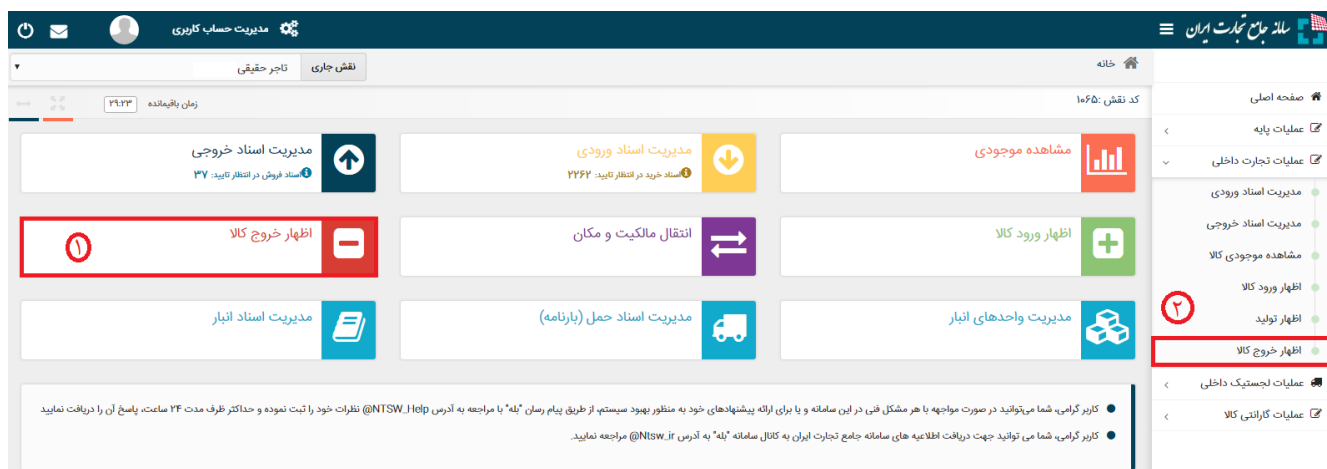 سامانه جامع تجارت ایران
مدیریت حساب کاربری
خانه
نقش جاری
تاجر حقیقی
کد نقش :۱۰۶۵
زمان باقیمانده ۲۹:۲۳
صفحه اصلی
عملیات پایه
عملیات تجارت داخلی
مدیریت اسناد ورودی
مدیریت اسناد خروجی
مشاهده موجودی کالا
اظهار ورود کالا
اظهار تولید
۲
اظهار خروج کالا
عملیات لجستیک داخلی
عملیات گارانتی کالا
مشاهده موجودی
مدیریت اسناد ورودی
اسناد خرید در انتظار تایید: ۲۲۶۲
مدیریت اسناد خروجی
اسناد فروش در انتظار تایید: ۳۷
اظهار ورود کالا
انتقال مالکیت و مکان
اظهار خروج کالا
۱
مدیریت واحدهای انبار
مدیریت اسناد حمل (بارنامه)
مدیریت اسناد انبار
کاربر گرامی، شما می‌توانید در صورت مواجهه با هر مشکل فنی در این سامانه و یا برای ارائه پیشنهادهای خود به منظور بهبود سیستم، از طریق پیام رسان "بله" با مراجعه به آدرس NTSW_Help@ نظرات خود را ثبت نموده و حداکثر ظرف مدت ۲۴ ساعت، پاسخ آن را دریافت نمایید
کاربر گرامی، شما می توانید جهت دریافت اطلاعیه های سامانه جامع تجارت ایران به کانال سامانه "بله" به آدرس Ntsw_ir@ مراجعه نمایید.